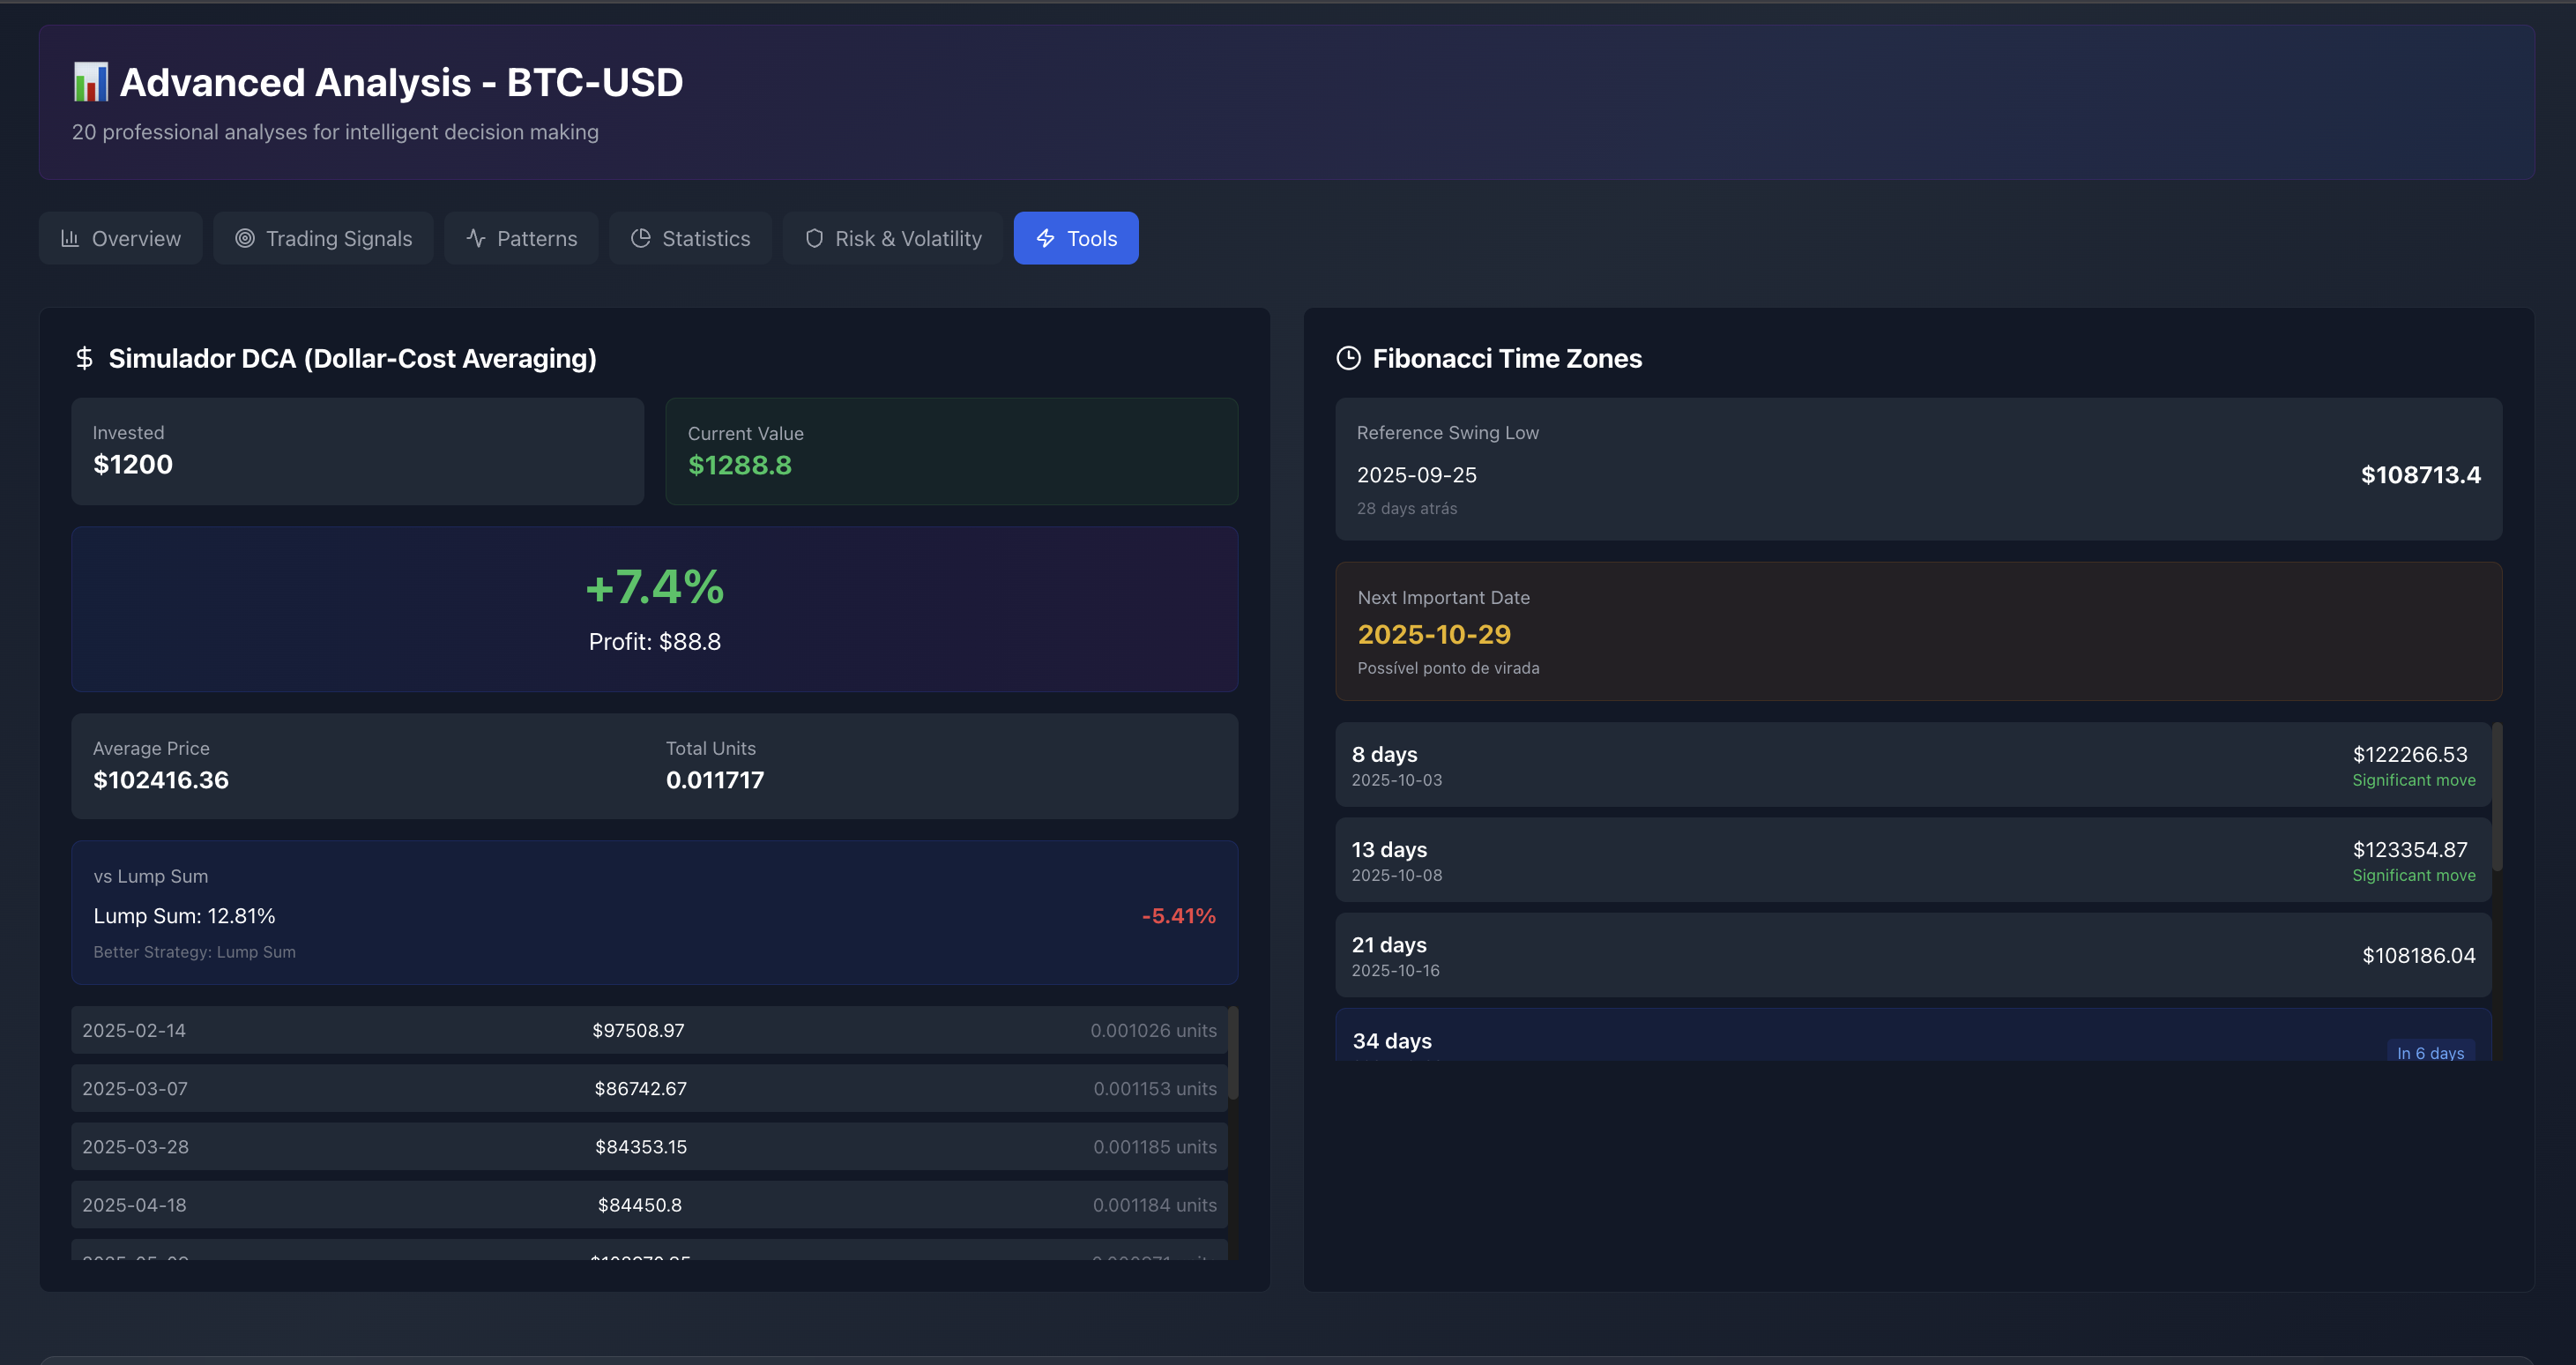 Advanced Analysis - BTC-USD
20 professional analyses for intelligent decision making
Overview
Trading Signals
Patterns
Statistics
Risk & Volatility
Tools
Simulador DCA (Dollar-Cost Averaging)
Invested
$1200
Current Value
$1288.8
+7.4%
Profit: $88.8
Average Price
$102416.36
Total Units
0.011717
vs Lump Sum
Lump Sum: 12.81%
-5.41%
Better Strategy: Lump Sum
2025-02-14 $97508.97 0.001026 units
2025-03-07 $86742.67 0.001153 units
2025-03-28 $84353.15 0.001185 units
2025-04-18 $84450.8 0.001184 units
Fibonacci Time Zones
Reference Swing Low
2025-09-25
$108713.4
28 days atrás
Next Important Date
2025-10-29
Possível ponto de virada
8 days
2025-10-03
$122266.53
Significant move
13 days
2025-10-08
$123354.87
Significant move
21 days
2025-10-16
$108186.04
34 days
In 6 days